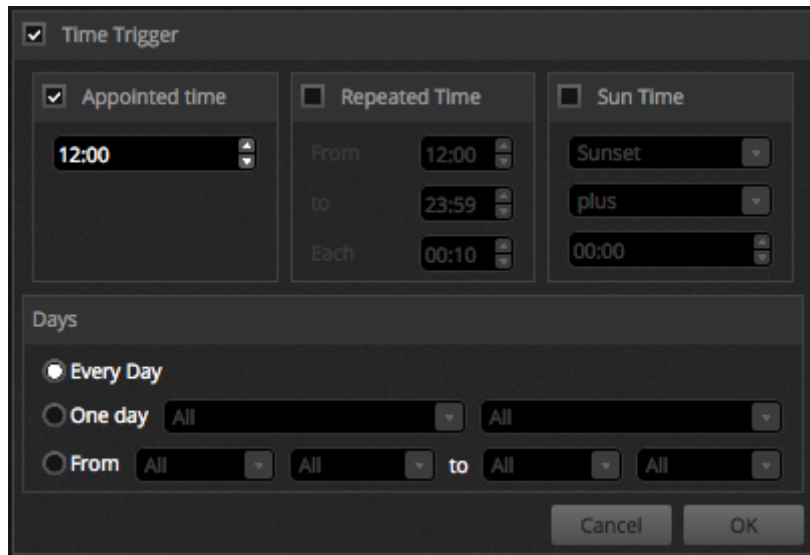 Time Trigger
Appointed time
12:00
Repeated Time
From 12:00
to 23:59
Each 00:10
Sun Time
Sunset
plus
00:00
Days
Every Day
One day All All
From All All to All All
Cancel OK